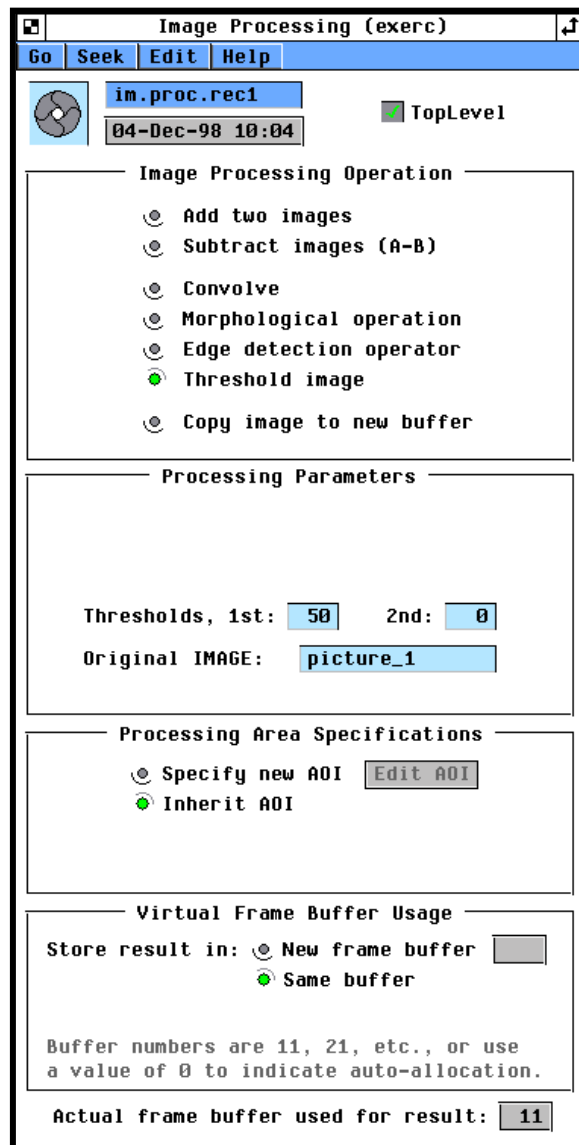 Image Processing (exerc)
Go Seek Edit Help
im.proc.rec1
TopLevel
04-Dec-98 10:04
Image Processing Operation
Add two images
Subtract images (A-B)
Convolve
Morphological operation
Edge detection operator
Threshold image
Copy image to new buffer
Processing Parameters
Thresholds, 1st: 50 2nd: 0
Original IMAGE: picture_1
Processing Area Specifications
Specify new AOI Edit AOI
Inherit AOI
Virtual Frame Buffer Usage
Store result in: New frame buffer
Same buffer
Buffer numbers are 11, 21, etc., or use
a value of 0 to indicate auto-allocation.
Actual frame buffer used for result: 11